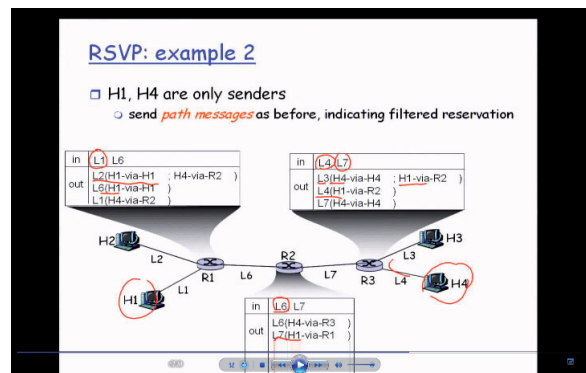 RSVP: example 2
H1, H4 are only senders
send path messages as before, indicating filtered reservation
in L1 L6
out L2(H1-via-H1 ; H4-via-R2 )
L6(H1-via-H1 )
L1(H4-via-R2 )
in L4 L7
out L3(H4-via-H4 ; H1-via-R2 )
L4(H1-via-R2 )
L7(H4-via-H4 )
H2
L2
R1
L6
R2
L7
R3
L3
H3
H1
L1
L4
H4
in L6 L7
out L6(H4-via-R3 )
L7(H1-via-R1 )